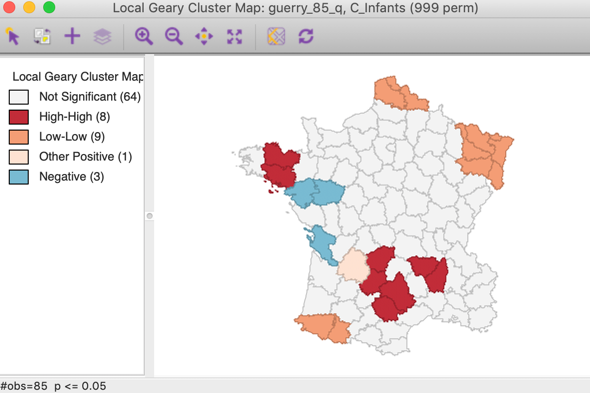 Local Geary Cluster Map: guerry_85_q, C_Infants (999 perm)
Local Geary Cluster Map
Not Significant (64)
High-High (8)
Low-Low (9)
Other Positive (1)
Negative (3)
#obs=85 p <= 0.05